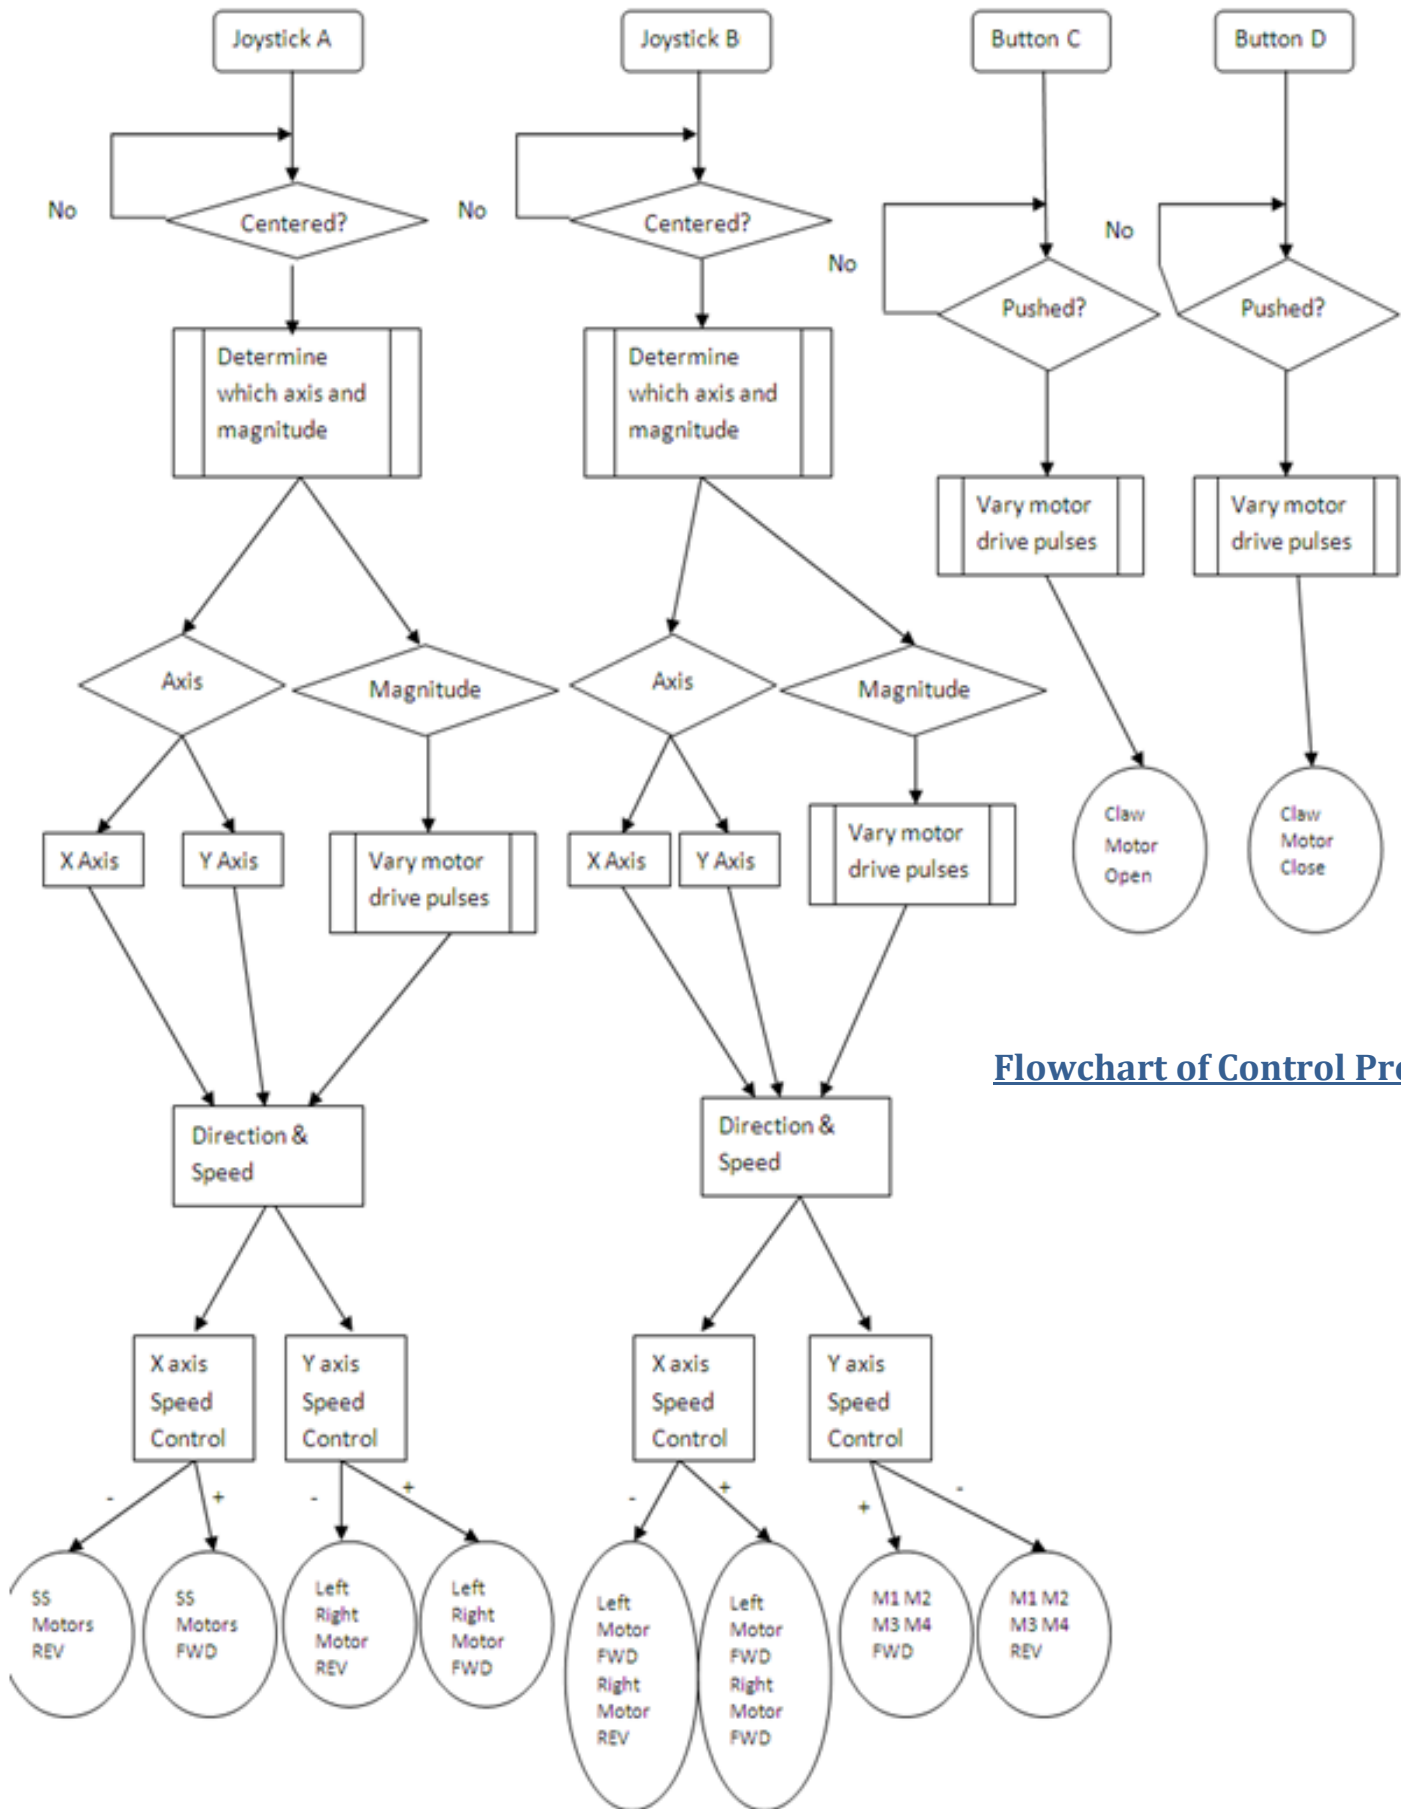 Joystick A
Joystick B
Button C
Button D
No
Centered?
No
Centered?
No
Pushed?
No
Pushed?
Determine
which axis and
magnitude
Determine
which axis and
magnitude
Vary motor
drive pulses
Vary motor
drive pulses
Axis
Magnitude
Axis
Magnitude
X Axis
Y Axis
Vary motor
drive pulses
X Axis
Y Axis
Vary motor
drive pulses
Claw
Motor
Open
Claw
Motor
Close
Flowchart of Control Pro
Direction &
Speed
Direction &
Speed
X axis
Speed
Control
Y axis
Speed
Control
X axis
Speed
Control
Y axis
Speed
Control
-
+
-
+
-
+
+
-
SS
Motors
REV
SS
Motors
FWD
Left
Right
Motor
REV
Left
Right
Motor
FWD
Left
Motor
FWD
Right
Motor
REV
Left
Motor
FWD
Right
Motor
FWD
M1 M2
M3 M4
FWD
M1 M2
M3 M4
REV